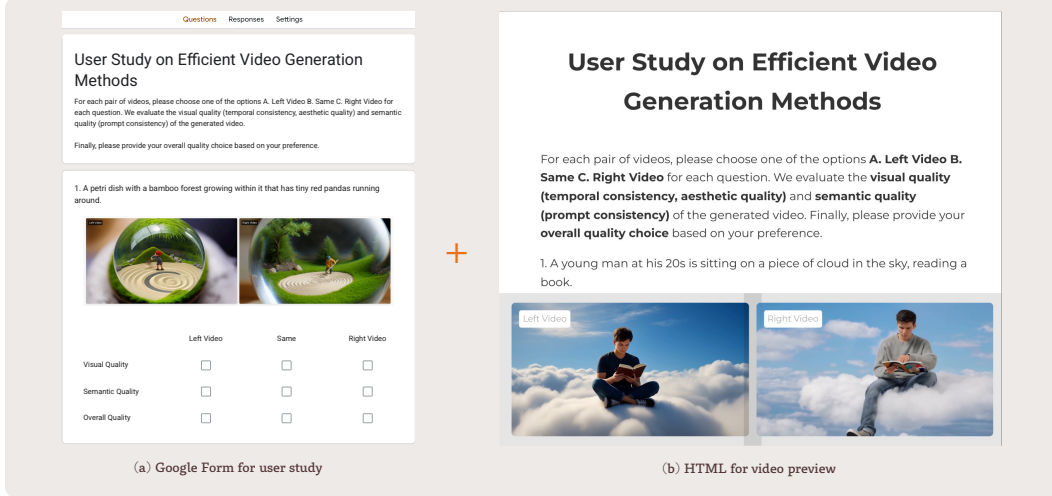 Questions Responses Settings
User Study on Efficient Video Generation
Methods
For each pair of videos, please choose one of the options A. Left Video B. Same C. Right Video for
each question. We evaluate the visual quality (temporal consistency, aesthetic quality) and semantic
quality (prompt consistency) of the generated video.
Finally, please provide your overall quality choice based on your preference.
1. A petri dish with a bamboo forest growing within it that has tiny red pandas running
around.
Left Video
Right Video
Left Video Same Right Video
Visual Quality
Semantic Quality
Overall Quality
(a) Google Form for user study
+
User Study on Efficient Video
Generation Methods
For each pair of videos, please choose one of the options A. Left Video B.
Same C. Right Video for each question. We evaluate the visual quality
(temporal consistency, aesthetic quality) and semantic quality
(prompt consistency) of the generated video. Finally, please provide your
overall quality choice based on your preference.
1. A young man at his 20s is sitting on a piece of cloud in the sky, reading a
book.
Left Video
Right Video
(b) HTML for video preview